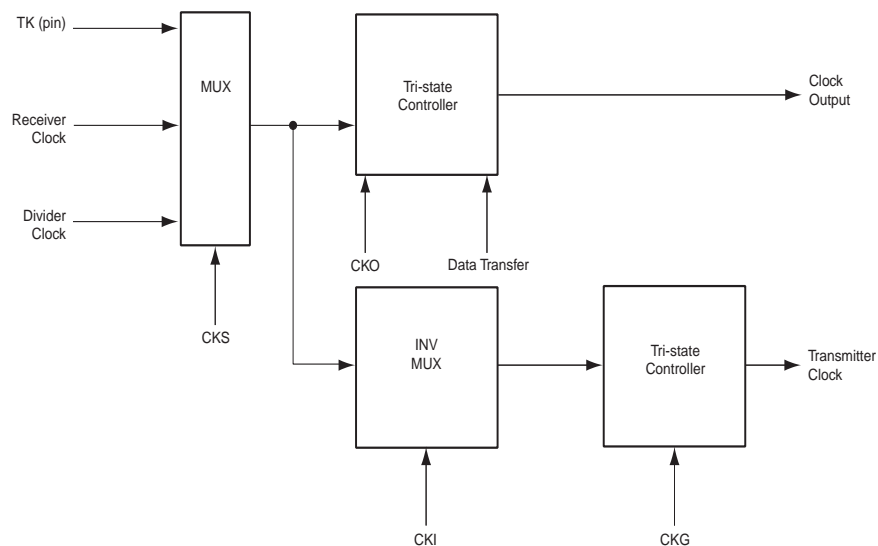 TK (pin)
MUX
Tri-state
Controller
Clock
Output
Receiver
Clock
Divider
Clock
CKO
Data Transfer
CKS
INV
MUX
Tri-state
Controller
Transmitter
Clock
CKI
CKG